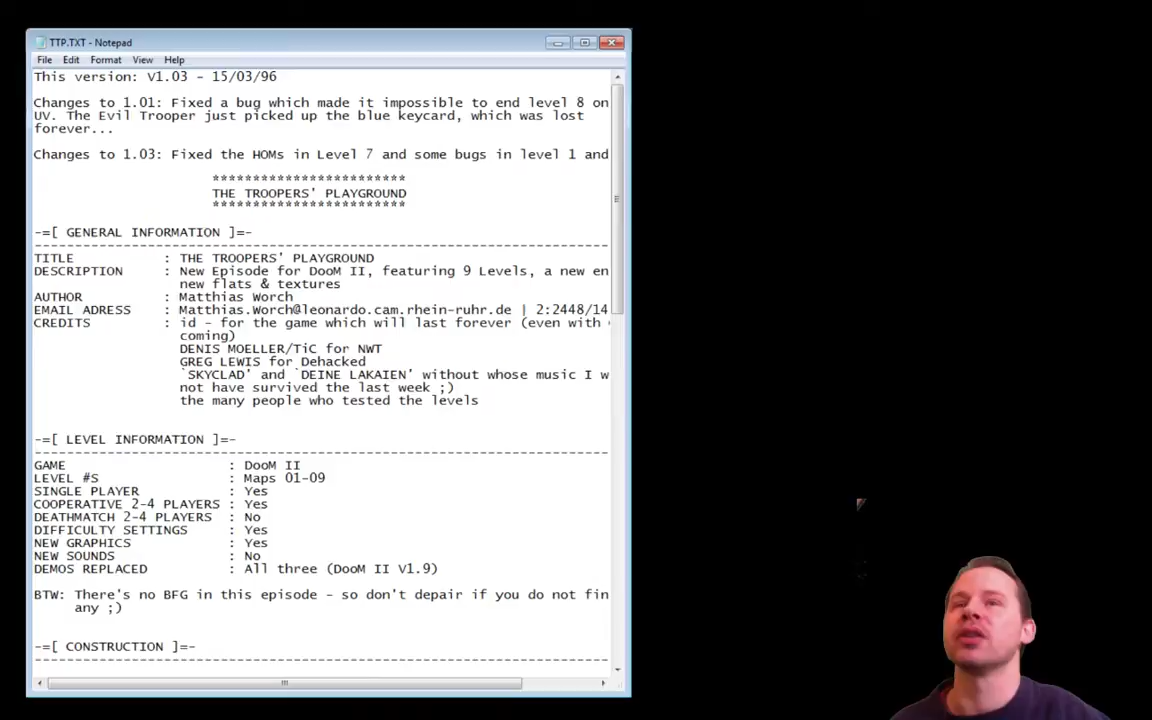 TTP.TXT - Notepad
File Edit Format View Help
This version: V1.03 - 15/03/96
Changes to 1.01: Fixed a bug which made it impossible to end level 8 on
UV. The Evil Trooper just picked up the blue keycard, which was lost
forever...
Changes to 1.03: Fixed the HOMs in Level 7 and some bugs in level 1 and
************************
THE TROOPERS' PLAYGROUND
************************
-=[ GENERAL INFORMATION ]=-
-----------------------------------------------------------------------
TITLE : THE TROOPERS' PLAYGROUND
DESCRIPTION : New Episode for DooM II, featuring 9 Levels, a new en
new flats & textures
AUTHOR : Matthias Worch
EMAIL ADRESS : Matthias.Worch@leonardo.cam.rhein-ruhr.de | 2:2448/14
CREDITS : id - for the game which will last forever (even with
coming)
DENIS MOELLER/TiC for NWT
GREG LEWIS for Dehacked
`SKYCLAD' and `DEINE LAKAIEN' without whose music I w
not have survived the last week ;)
the many people who tested the levels
-=[ LEVEL INFORMATION ]=-
-----------------------------------------------------------------------
GAME : DooM II
LEVEL #S : Maps 01-09
SINGLE PLAYER : Yes
COOPERATIVE 2-4 PLAYERS : Yes
DEATHMATCH 2-4 PLAYERS : No
DIFFICULTY SETTINGS : Yes
NEW GRAPHICS : Yes
NEW SOUNDS : No
DEMOS REPLACED : All three (DooM II V1.9)
BTW: There's no BFG in this episode - so don't depair if you do not fin
any ;)
-=[ CONSTRUCTION ]=-
-----------------------------------------------------------------------